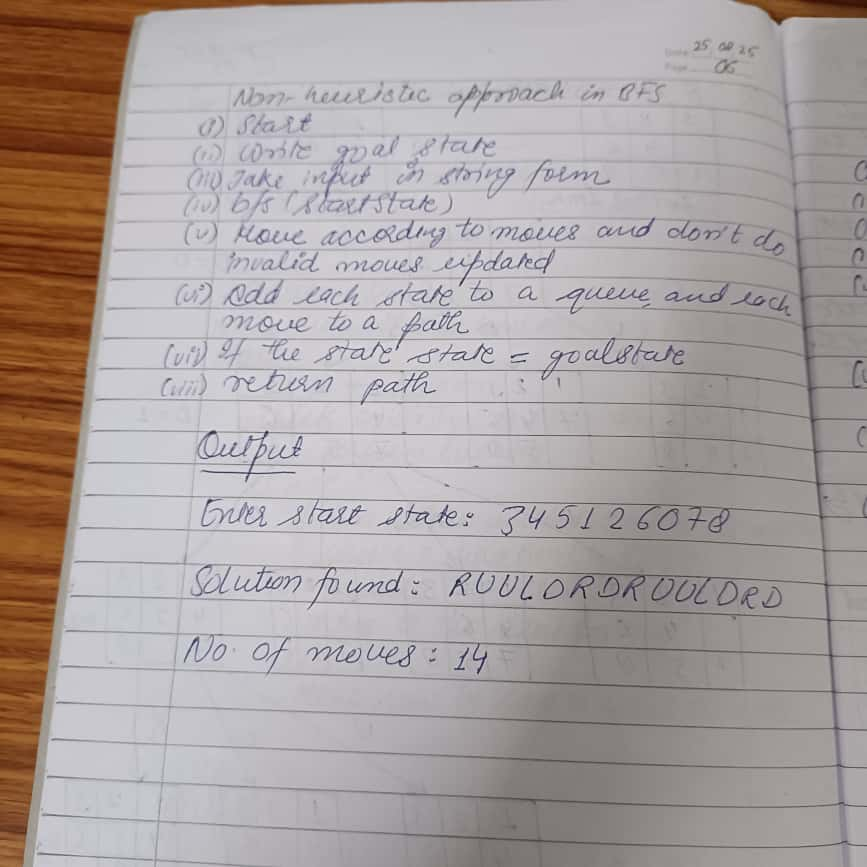 Date 25 08 25
Page 06
Non-heuristic approach in BFS
(i) Start
(ii) Write goal state
(iii) Take input in string form
(iv) bfs (StartState)
(v) Move according to moves and don't do
invalid moves updated
(vi) Add each state to a queue, and each
move to a path
(vii) If the state state = goalstate
(viii) return path
Output
Enter start state: 345126078
Solution found: RUULDRDRUULDRD
No. of moves: 14